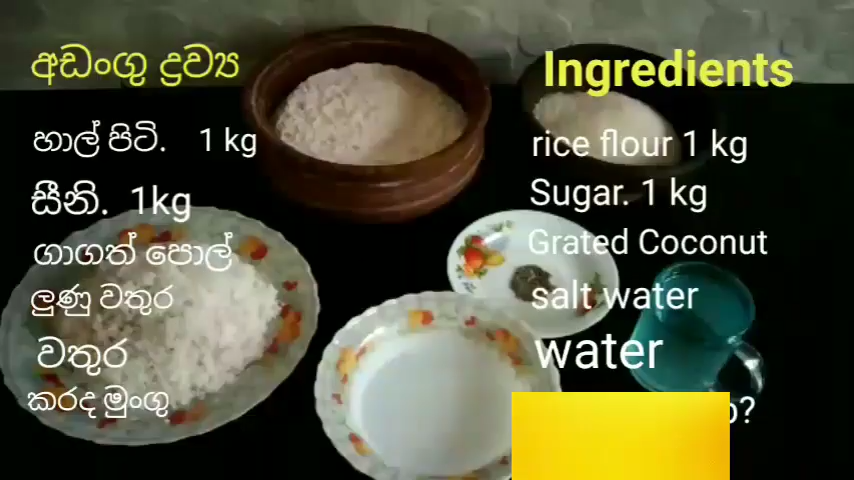 අඩංගු ද්‍රව්‍ය
හාල් පිටි. 1 kg
සීනි. 1kg
ගාගත් පොල්
ලුණු වතුර
වතුර
කරද මුංගු
Ingredients
rice flour 1 kg
Sugar. 1 kg
Grated Coconut
salt water
water